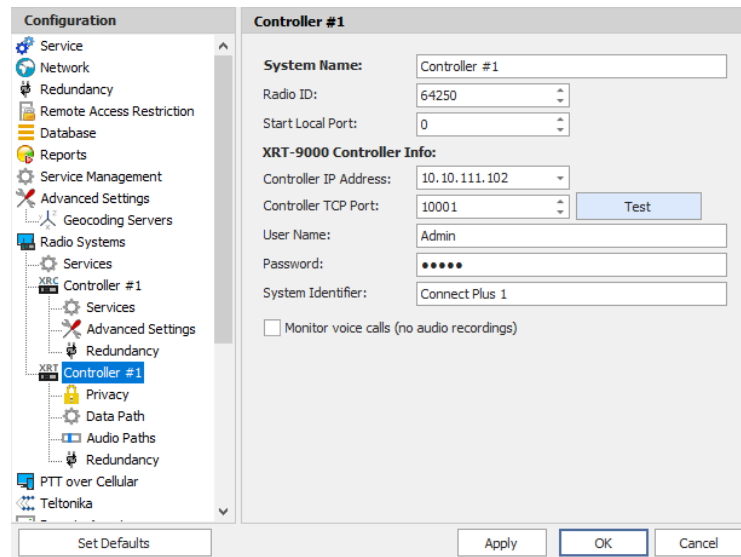 Configuration
Service
Network
Redundancy
Remote Access Restriction
Database
Reports
Service Management
Advanced Settings
Geocoding Servers
Radio Systems
Services
XRC Controller #1
Services
Advanced Settings
Redundancy
XRT Controller #1
Privacy
Data Path
Audio Paths
Redundancy
PTT over Cellular
Teltonika
Set Defaults
Controller #1
System Name: Controller #1
Radio ID: 64250
Start Local Port: 0
XRT-9000 Controller Info:
Controller IP Address: 10.10.111.102
Controller TCP Port: 10001 Test
User Name: Admin
Password: •••••
System Identifier: Connect Plus 1
Monitor voice calls (no audio recordings)
Apply OK Cancel